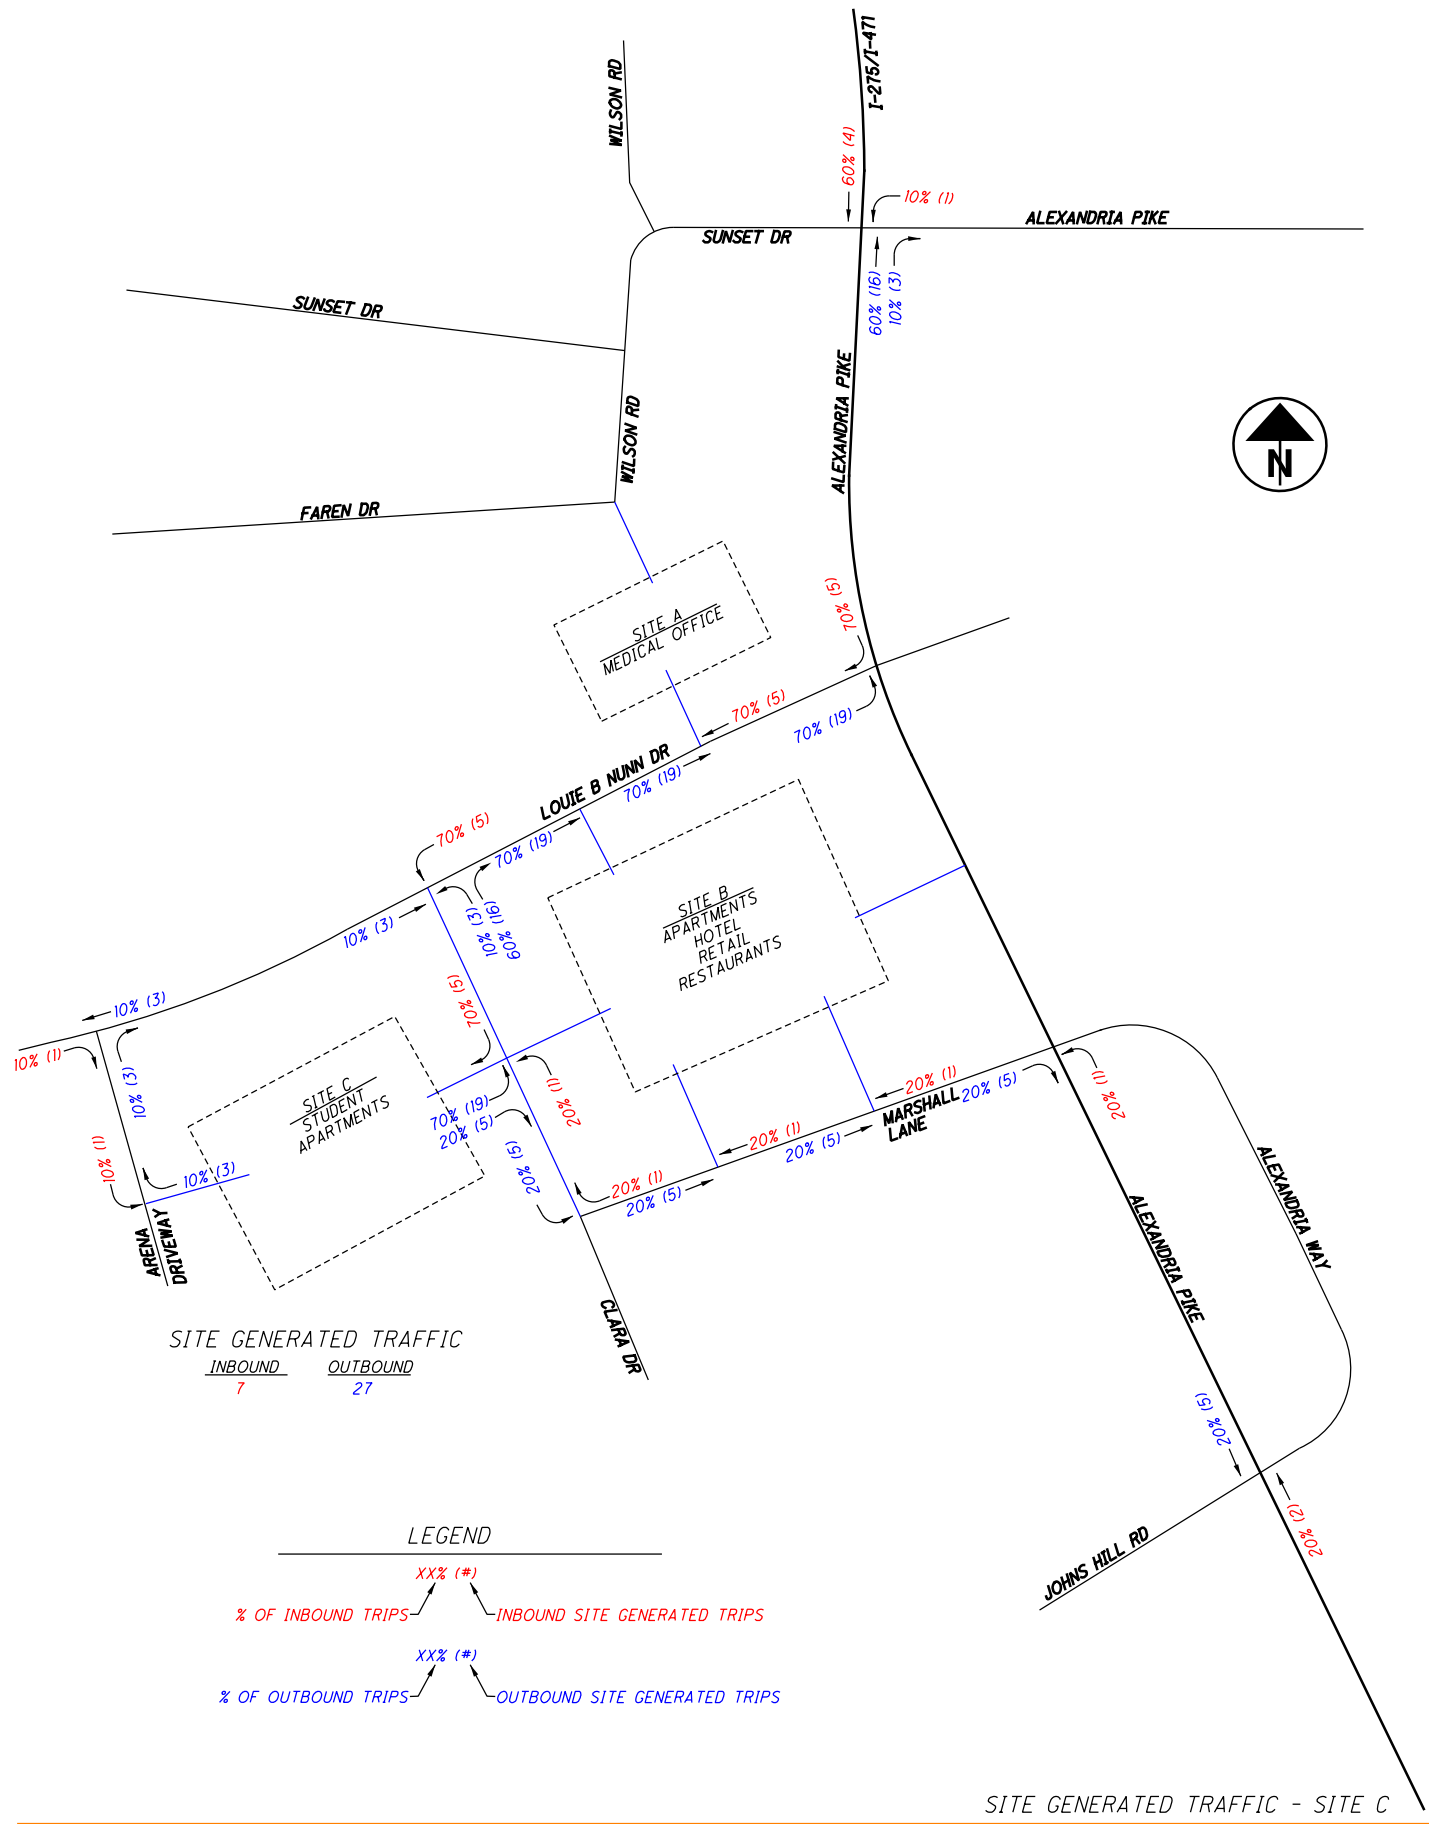 I-275/I-471
WILSON RD
60% (4)
10% (1)
ALEXANDRIA PIKE
SUNSET DR
60% (16)
10% (3)
SUNSET DR
ALEXANDRIA PIKE
WILSON RD
N
FAREN DR
70% (5)
SITE A
MEDICAL OFFICE
70% (5)
70% (19)
LOUIE B NUNN DR
70% (19)
70% (5)
70% (19)
10% (3)
60% (16)
10% (3)
SITE B
APARTMENTS
HOTEL
RETAIL
RESTAURANTS
70% (5)
10% (3)
10% (1)
10% (3)
SITE C
STUDENT
APARTMENTS
70% (19)
20% (5)
20% (1)
20% (1)
MARSHALL
LANE
20% (5)
20% (1)
10% (1)
10% (3)
20% (5)
20% (1)
20% (5)
20% (1)
20% (5)
ARENA
DRIVEWAY
ALEXANDRIA WAY
ALEXANDRIA PIKE
CLARA DR
SITE GENERATED TRAFFIC
INBOUND OUTBOUND
7 27
20% (5)
20% (2)
JOHNS HILL RD
LEGEND
XX% (#)
% OF INBOUND TRIPS INBOUND SITE GENERATED TRIPS
XX% (#)
% OF OUTBOUND TRIPS OUTBOUND SITE GENERATED TRIPS
SITE GENERATED TRAFFIC - SITE C